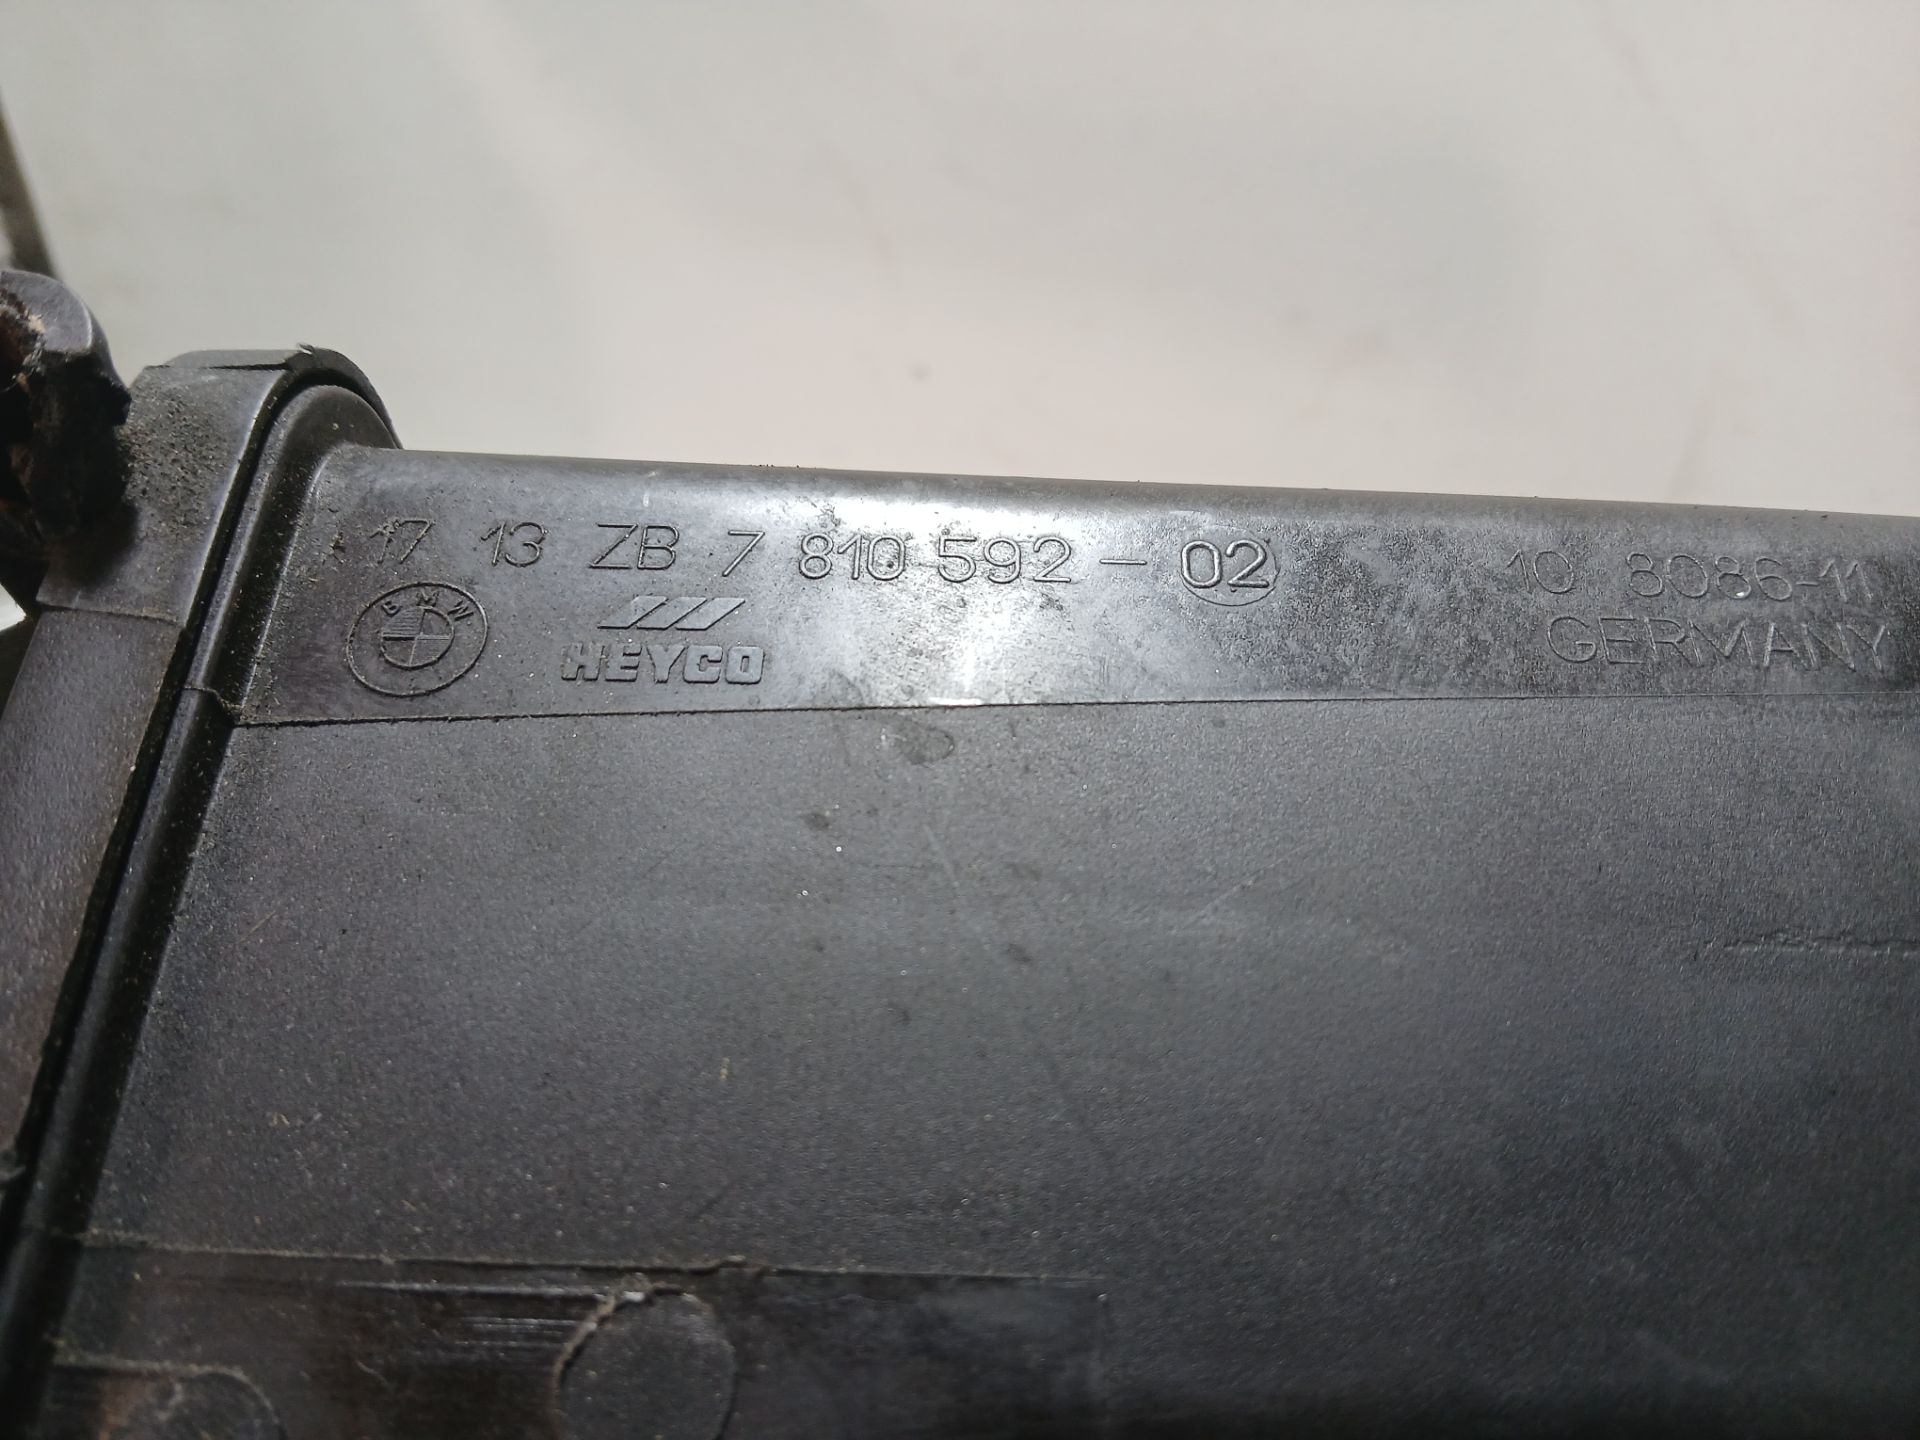 17 13 ZB 7 810 592-02 10 8086-11
BMW HEYCO GERMANY